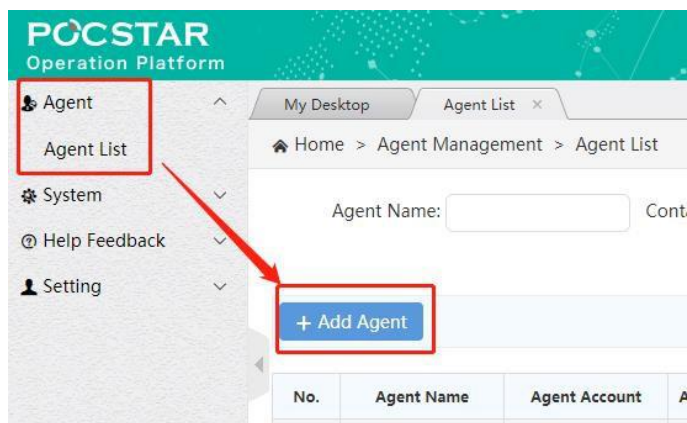 POCSTAR
Operation Platform
Agent
Agent List
System
Help Feedback
Setting
My Desktop
Agent List ×
Home > Agent Management > Agent List
Agent Name:
+ Add Agent
No.
Agent Name
Agent Account